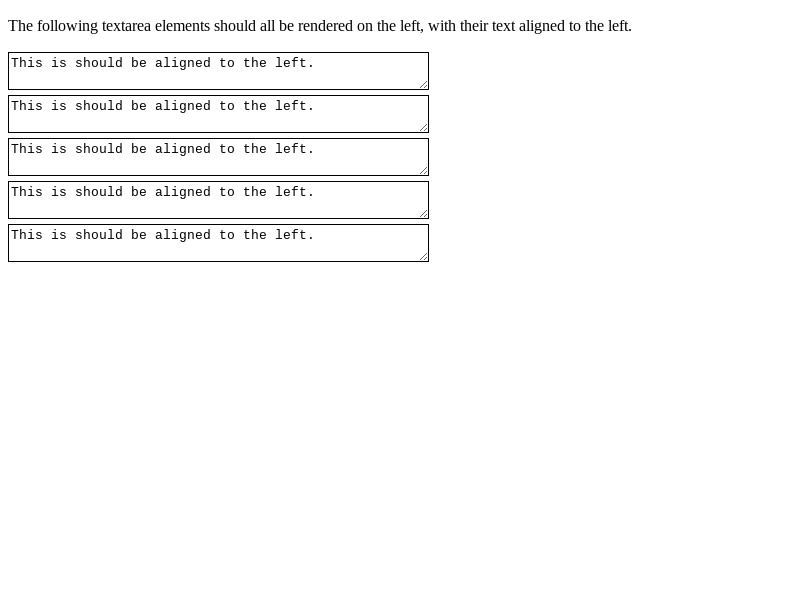 The following textarea elements should all be rendered on the left, with their text aligned to the left.
This is should be aligned to the left.
This is should be aligned to the left.
This is should be aligned to the left.
This is should be aligned to the left.
This is should be aligned to the left.